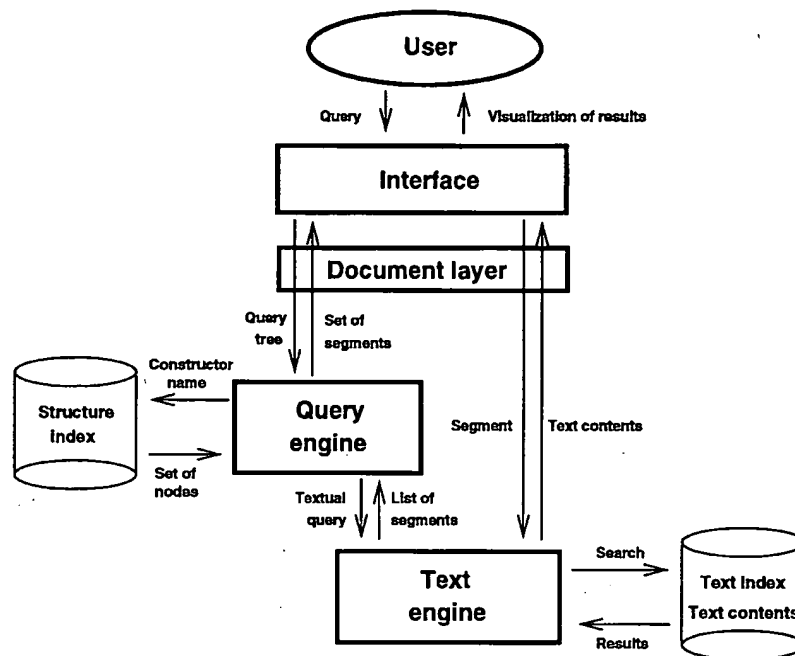 User
Query
Visualization of results
Interface
Document layer
Query
tree
Set of
segments
Constructor
name
Structure
index
Query
engine
Set of
nodes
Segment
Text contents
Textual
query
List of
segments
Text
engine
Search
Text index
Text contents
Results